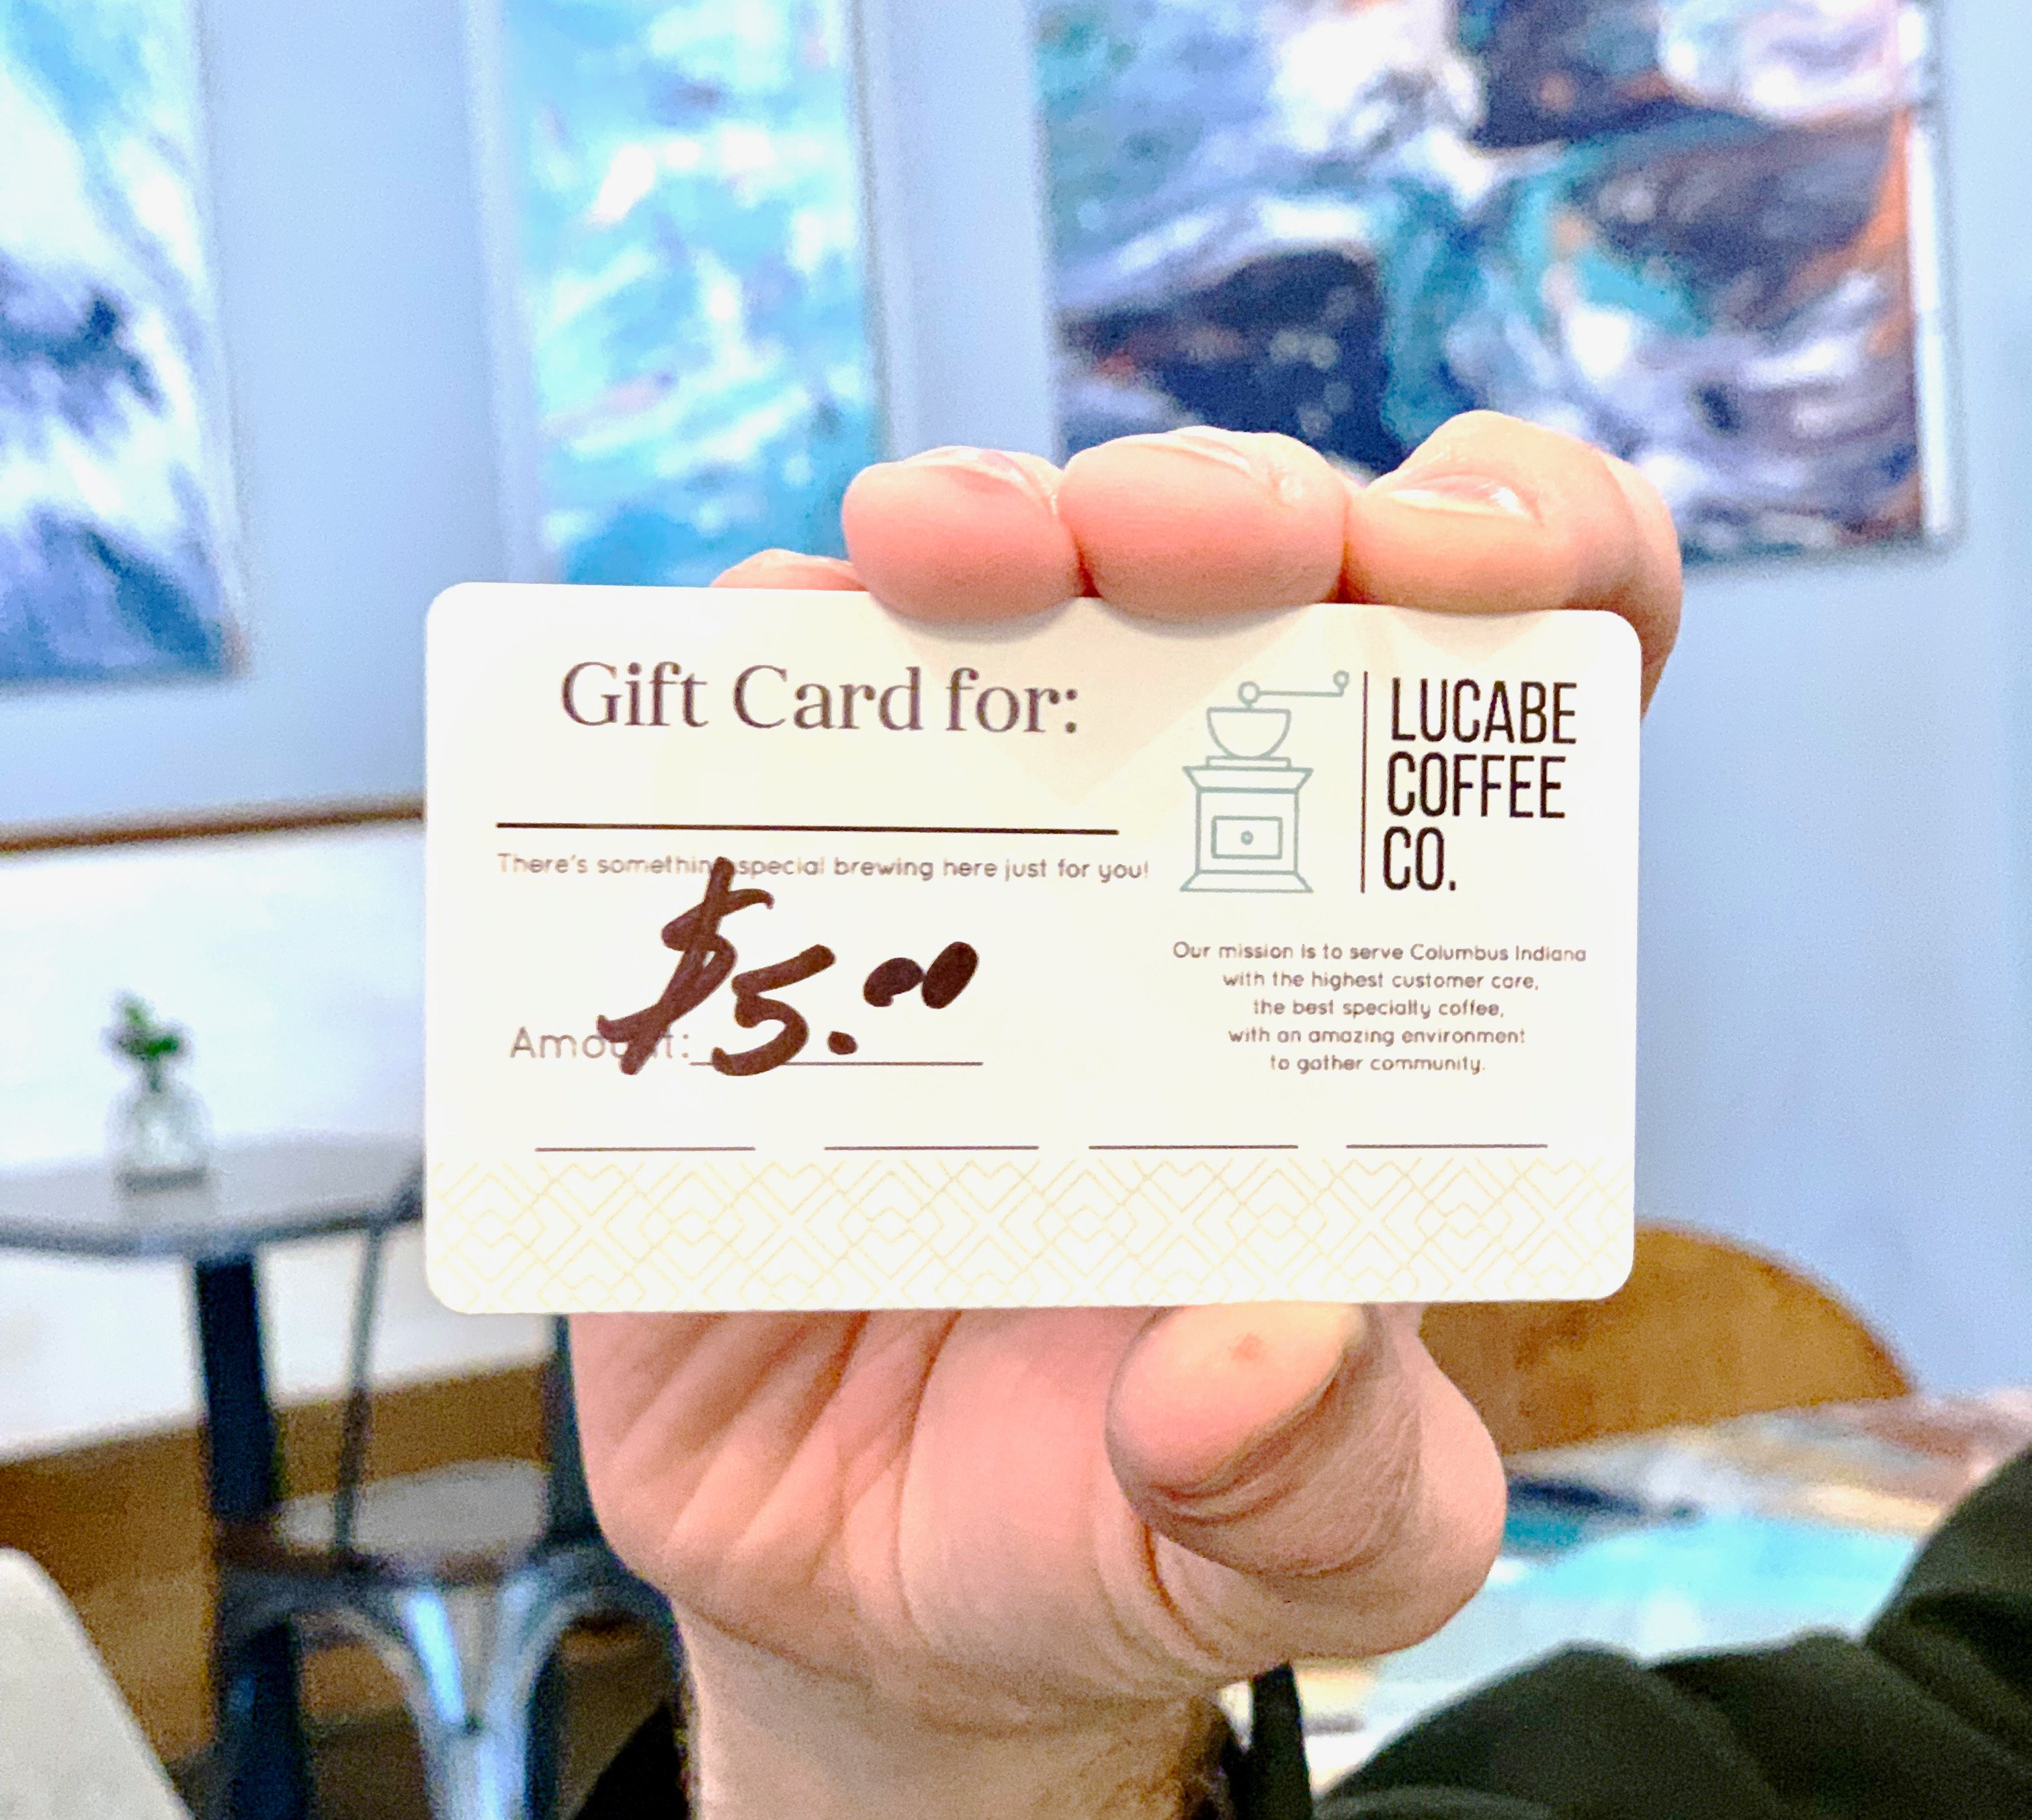 Gift Card for:
There's something special brewing here just for you!
$5.00
Amount:
LUCABE
COFFEE
CO.
Our mission is to serve Columbus Indiana
with the highest customer care,
the best specialty coffee,
with an amazing environment
to gather community.